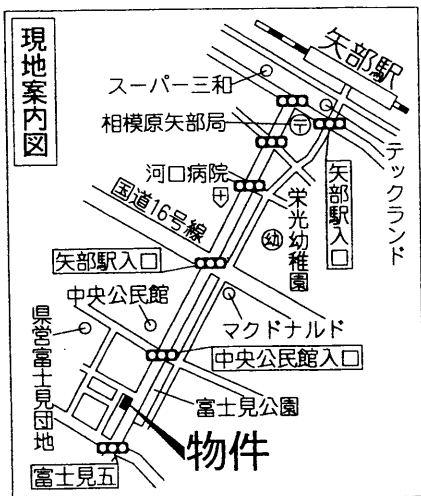 現地案内図
矢部駅
スーパー三和
相模原矢部局
〒
テックランド
矢部駅入口
河口病院
栄光幼稚園
幼
国道16号線
矢部駅入口
中央公民館
マクドナルド
県営富士見団地
中央公民館入口
富士見公園
物件
富士見五